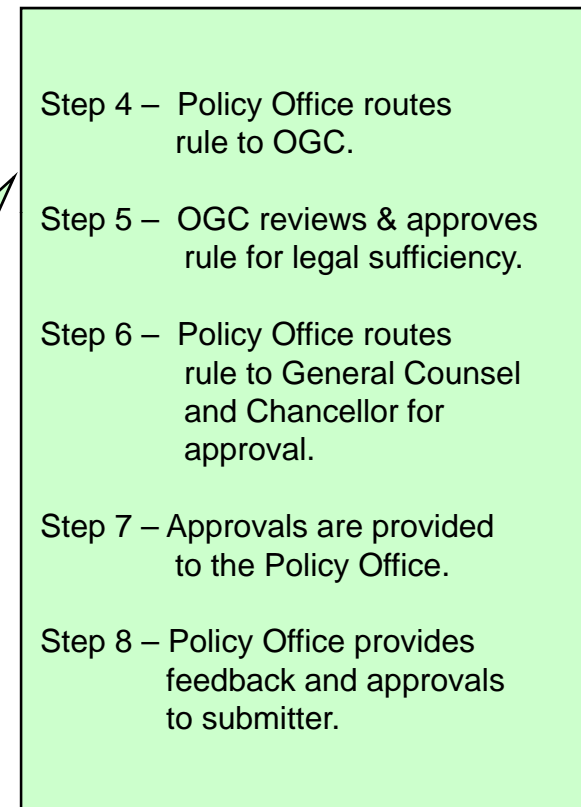 Step 4 – Policy Office routes
rule to OGC.
Step 5 – OGC reviews & approves
rule for legal sufficiency.
Step 6 – Policy Office routes
rule to General Counsel
and Chancellor for
approval.
Step 7 – Approvals are provided
to the Policy Office.
Step 8 – Policy Office provides
feedback and approvals
to submitter.